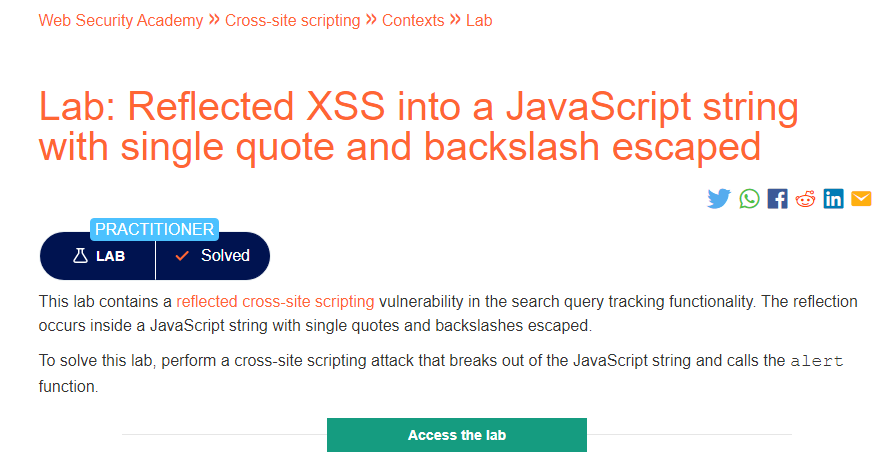 Web Security Academy » Cross-site scripting » Contexts » Lab
Lab: Reflected XSS into a JavaScript string
with single quote and backslash escaped
PRACTITIONER
LAB
Solved
This lab contains a reflected cross-site scripting vulnerability in the search query tracking functionality. The reflection
occurs inside a JavaScript string with single quotes and backslashes escaped.
To solve this lab, perform a cross-site scripting attack that breaks out of the JavaScript string and calls the alert
function.
Access the lab